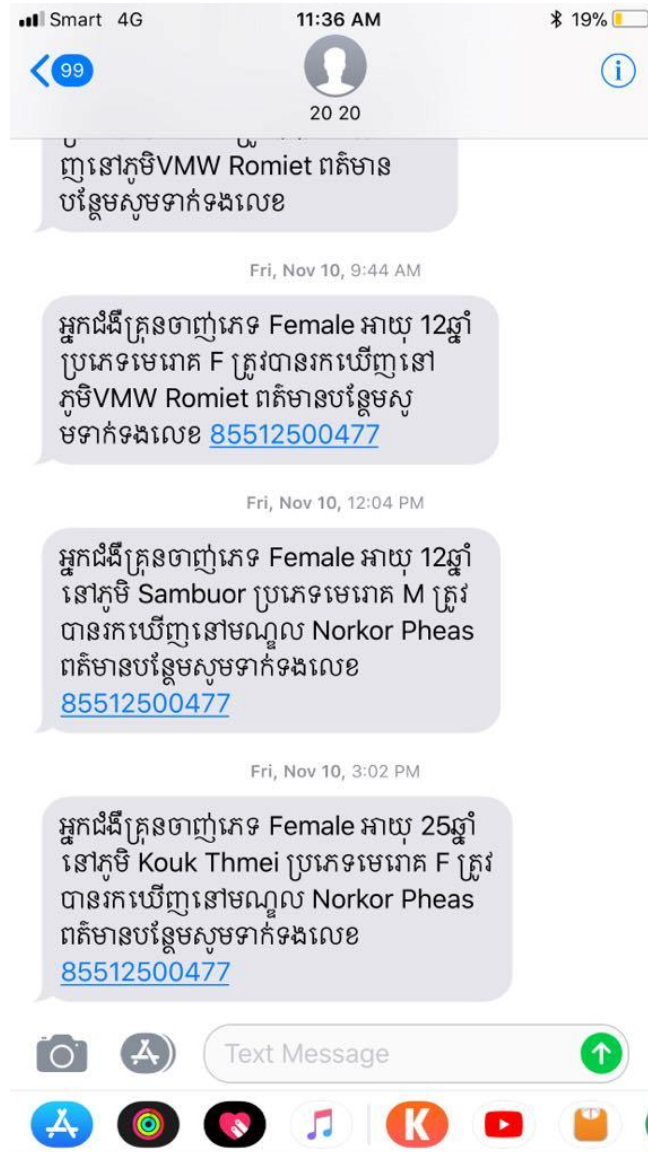 Smart 4G 11:36 AM 19%
99
20 20
ញនៅភូមិVMW Romiet ពត៌មាន
បន្ថែមសូមទាក់ទងលេខ
Fri, Nov 10, 9:44 AM
អ្នកជំងឺគ្រុនចាញ់ភេទ Female អាយុ 12ឆ្នាំ
ប្រភេទមេរោគ F ត្រូវបានរកឃើញនៅ
ភូមិVMW Romiet ពត៌មានបន្ថែមសូ
មទាក់ទងលេខ 85512500477
Fri, Nov 10, 12:04 PM
អ្នកជំងឺគ្រុនចាញ់ភេទ Female អាយុ 12ឆ្នាំ
នៅភូមិ Sambuor ប្រភេទមេរោគ M ត្រូវ
បានរកឃើញនៅមណ្ឌល Norkor Pheas
ពត៌មានបន្ថែមសូមទាក់ទងលេខ
85512500477
Fri, Nov 10, 3:02 PM
អ្នកជំងឺគ្រុនចាញ់ភេទ Female អាយុ 25ឆ្នាំ
នៅភូមិ Kouk Thmei ប្រភេទមេរោគ F ត្រូវ
បានរកឃើញនៅមណ្ឌល Norkor Pheas
ពត៌មានបន្ថែមសូមទាក់ទងលេខ
85512500477
Text Message
K